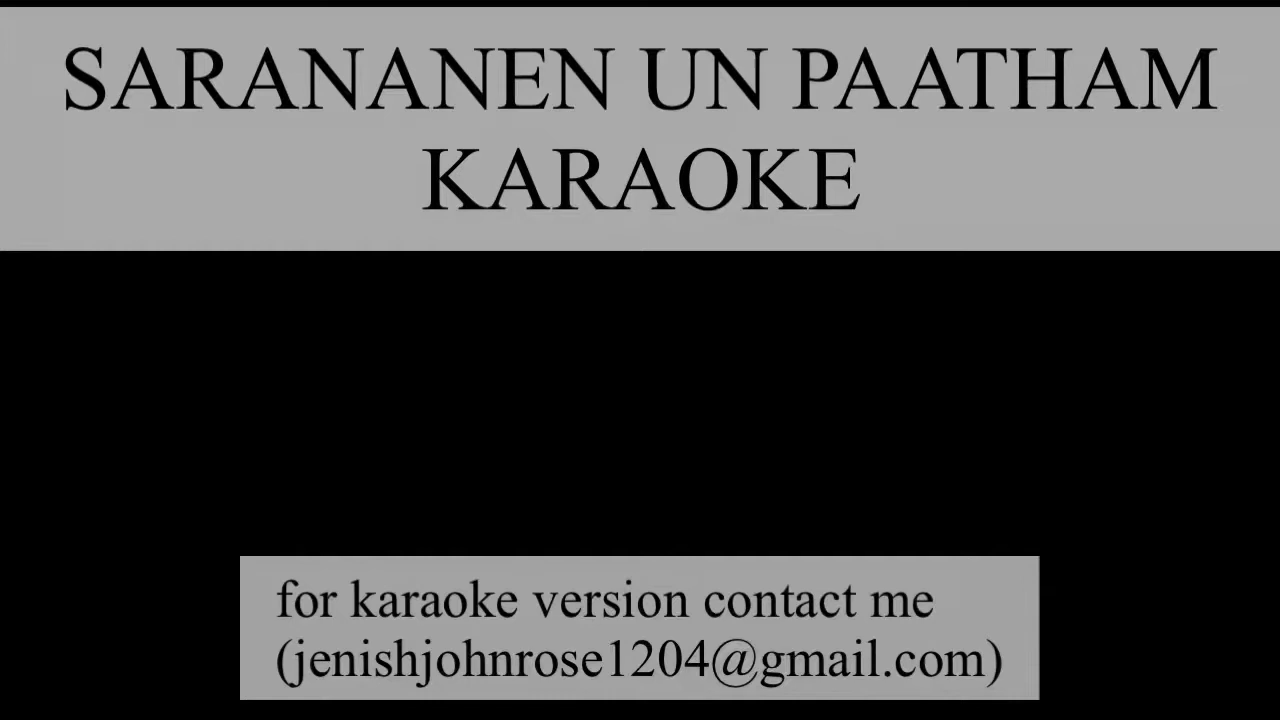 SARANANEN UN PAATHAM
KARAOKE
for karaoke version contact me
(jenishjohnrose1204@gmail.com)